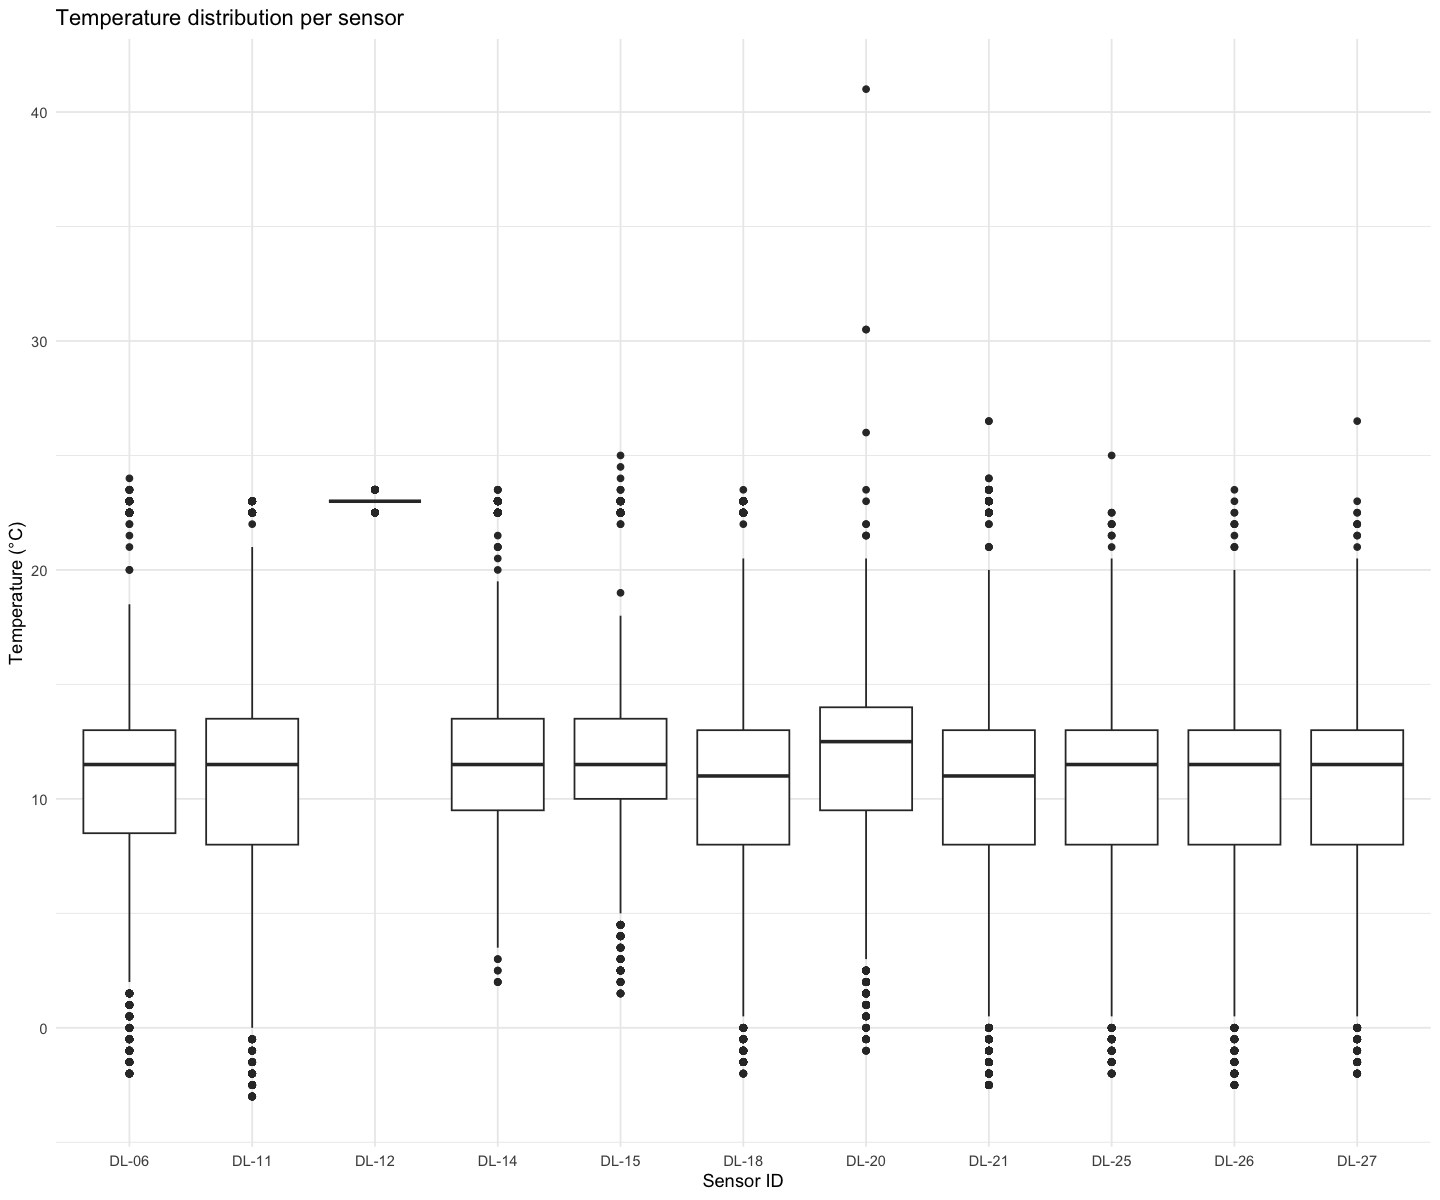 Temperature distribution per sensor
Temperature (°C)
40
30
20
10
0
DL-06 DL-11 DL-12 DL-14 DL-15 DL-18 DL-20 DL-21 DL-25 DL-26 DL-27
Sensor ID